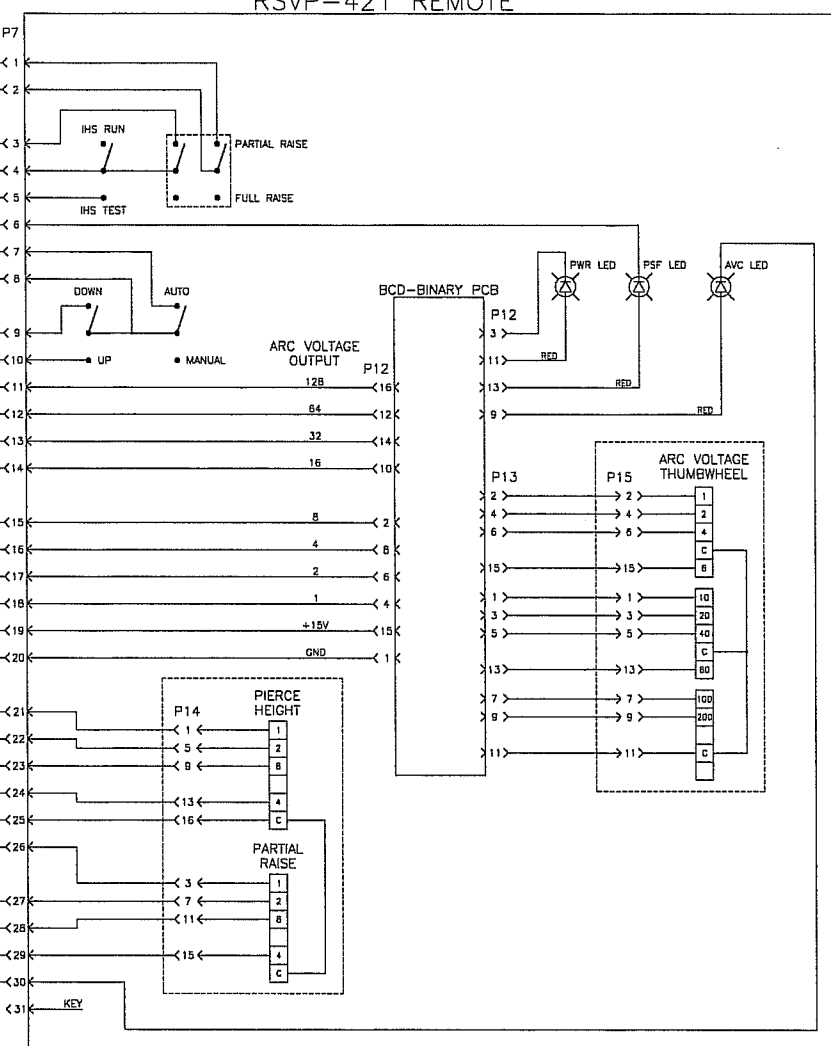 RSVP-421 REMOTE
P7
1
2
3
4
5
6
7
8
9
10
11
12
13
14
15
16
17
18
19
20
21
22
23
24
25
26
27
28
29
30
31
KEY
IHS RUN
IHS TEST
PARTIAL RAISE
FULL RAISE
DOWN
UP
AUTO
MANUAL
ARC VOLTAGE
OUTPUT
128
64
32
16
8
4
2
1
+15V
GND
P12
16
12
14
10
2
8
6
4
15
1
BCD-BINARY PCB
P12
3
11
13
9
PWR LED
PSF LED
AVC LED
RED
RED
RED
P13
2
4
6
15
1
3
5
13
7
9
11
P15
2
4
6
15
1
3
5
13
7
9
11
ARC VOLTAGE
THUMBWHEEL
1
2
4
C
8
10
20
40
C
80
100
200
C
P14
1
5
9
13
16
3
7
11
15
PIERCE
HEIGHT
1
2
8
4
C
PARTIAL
RAISE
1
2
8
4
C